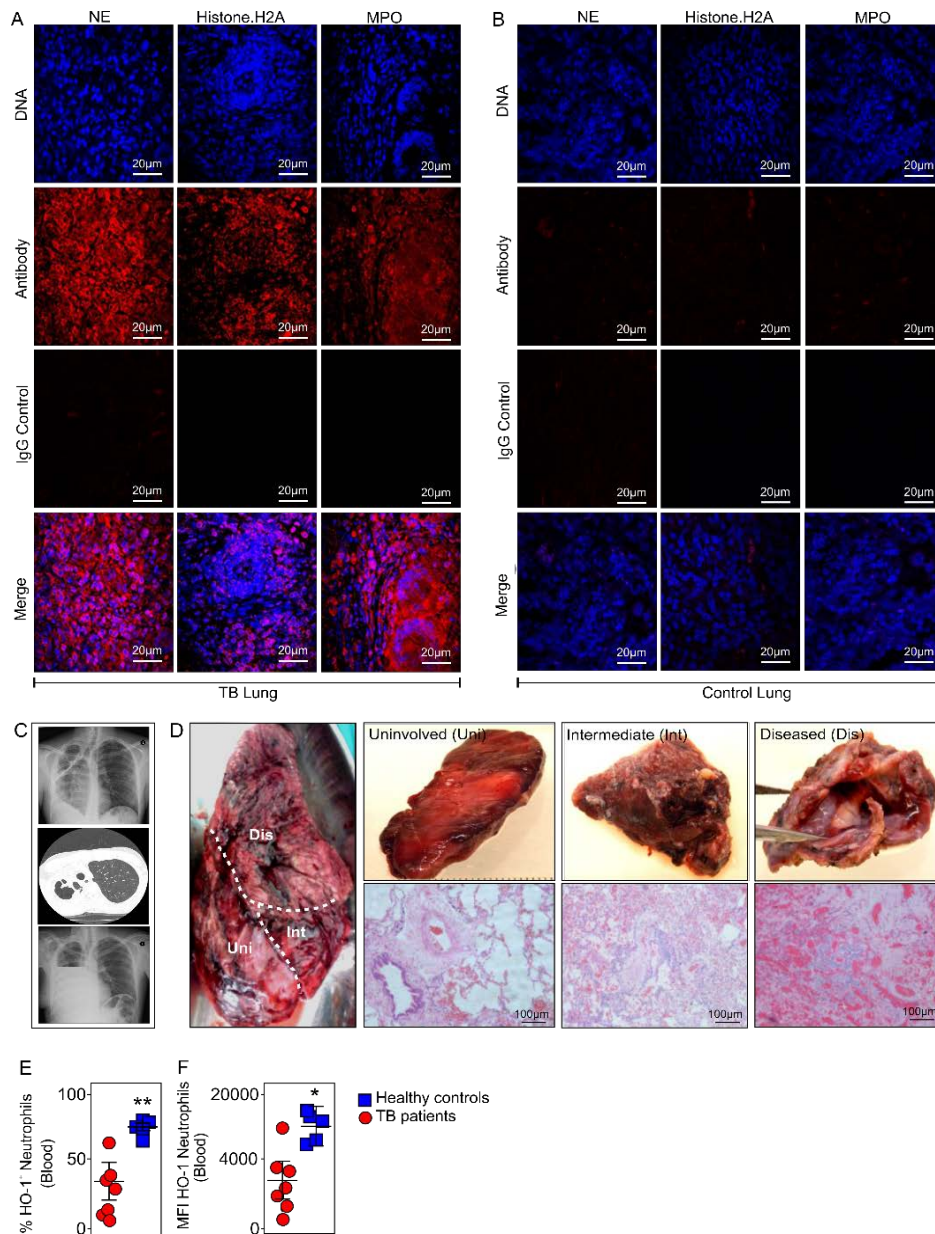 A
NE Histone.H2A MPO
DNA
20µm 20µm 20µm
Antibody
20µm 20µm 20µm
IgG Control
20µm 20µm 20µm
Merge
20µm 20µm 20µm
TB Lung
B
NE Histone.H2A MPO
DNA
20µm 20µm 20µm
Antibody
20µm 20µm 20µm
IgG Control
20µm 20µm 20µm
Merge
20µm 20µm 20µm
Control Lung
C
D
Dis
Uni
Int
Uninvolved (Uni)
Intermediate (Int)
Diseased (Dis)
100µm
100µm
100µm
E
% HO-1⁻ Neutrophils
(Blood)
100
50
0
**
F
MFI HO-1 Neutrophils
(Blood)
20000
4000
0
*
Healthy controls
TB patients